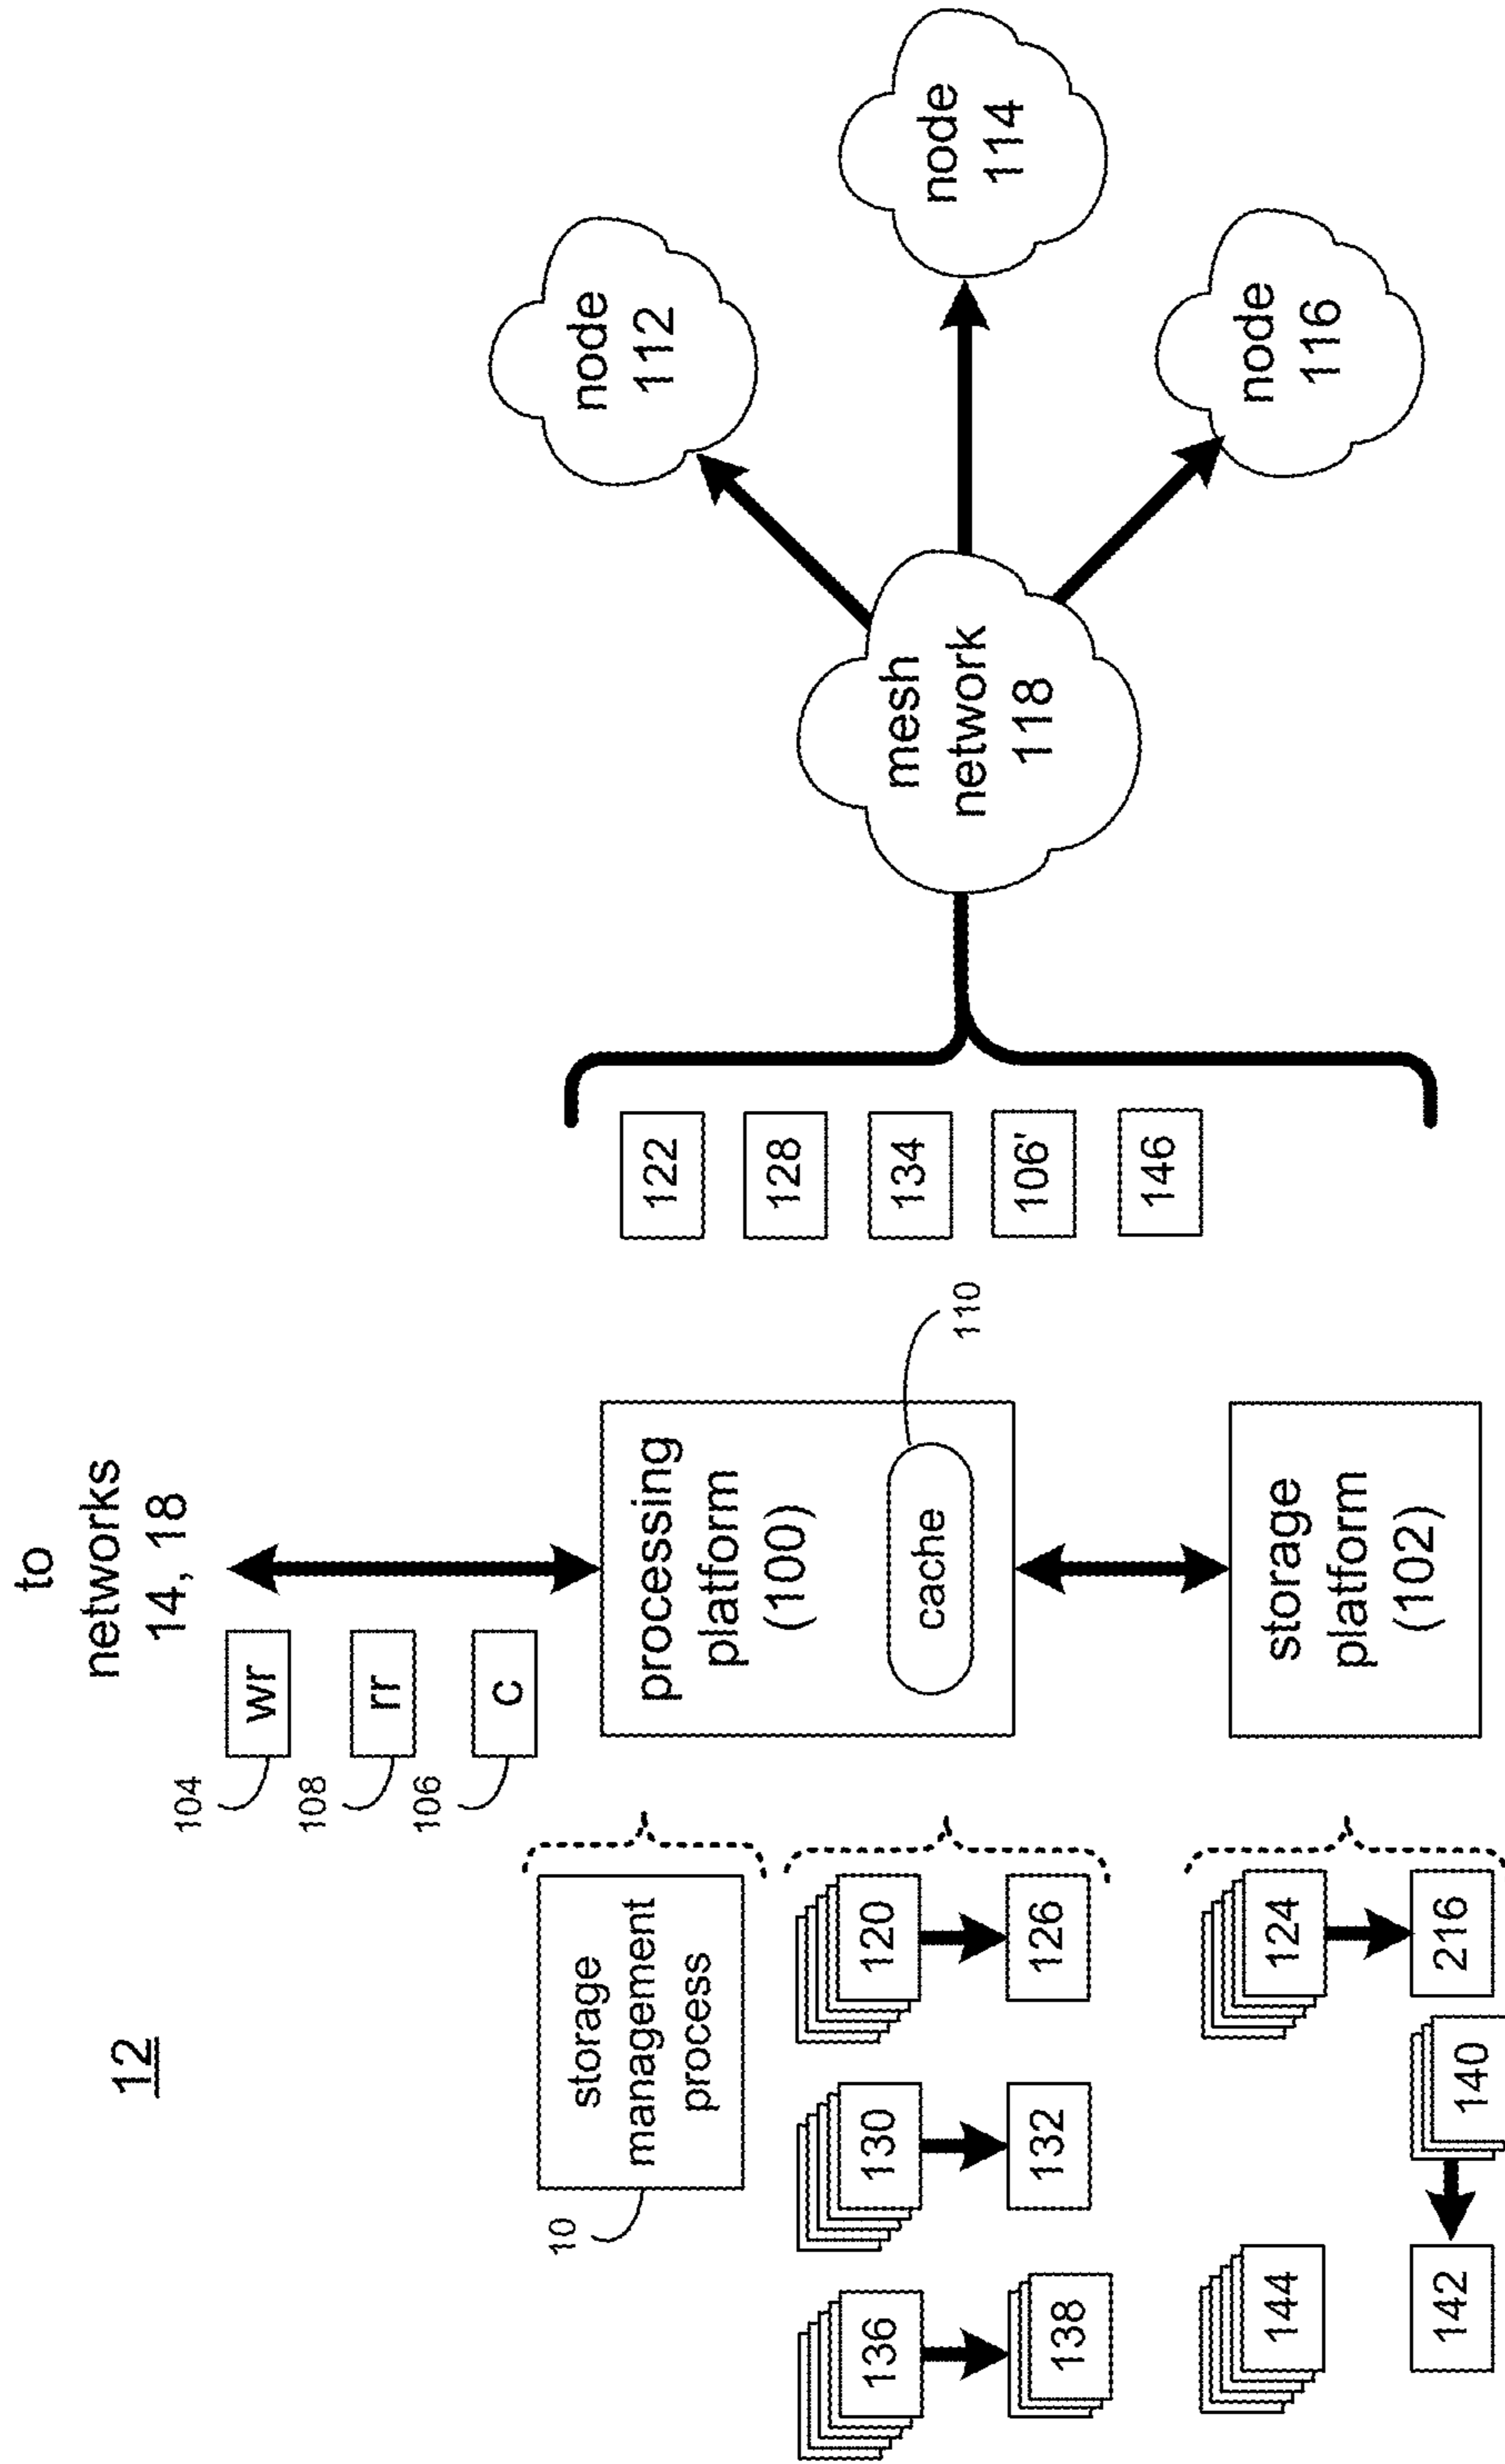 12
to
networks
14, 18
104
wr
108
rr
106
c
10
storage
management
process
processing
platform
(100)
cache
110
136
138
130
132
120
126
144
142
140
124
216
storage
platform
(102)
122
128
134
106'
146
mesh
network
118
node
112
node
114
node
116